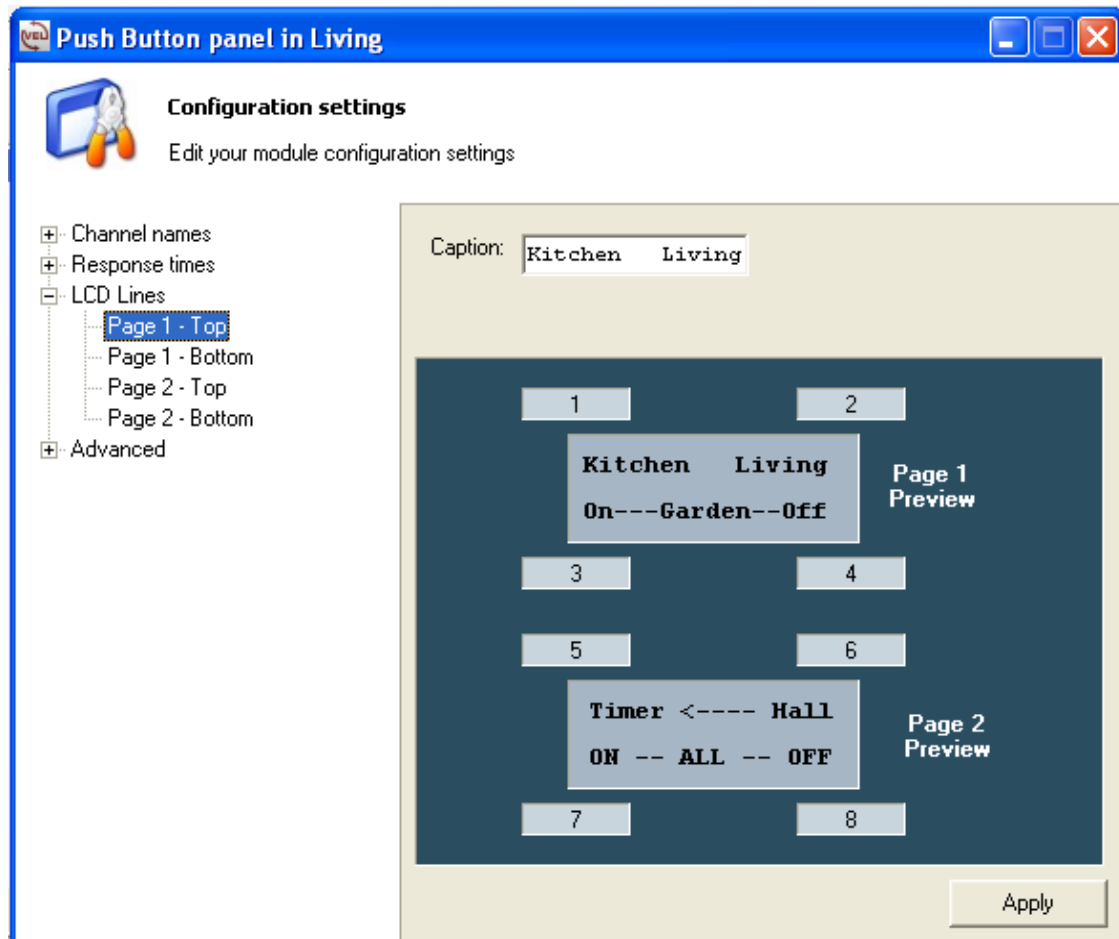 VEL
Push Button panel in Living
Configuration settings
Edit your module configuration settings
Channel names
Response times
LCD Lines
Page 1 - Top
Page 1 - Bottom
Page 2 - Top
Page 2 - Bottom
Advanced
Caption: Kitchen   Living
1 2
Kitchen   Living
On---Garden--Off
Page 1
Preview
3 4
5 6
Timer <---- Hall
ON -- ALL -- OFF
Page 2
Preview
7 8
Apply